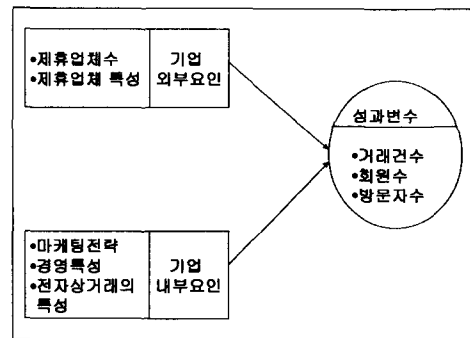 •제휴업체수
•제휴업체 특성
기업
외부요인
성과변수
•거래건수
•회원수
•방문자수
•마케팅전략
•경영특성
•전자상거래의
특성
기업
내부요인